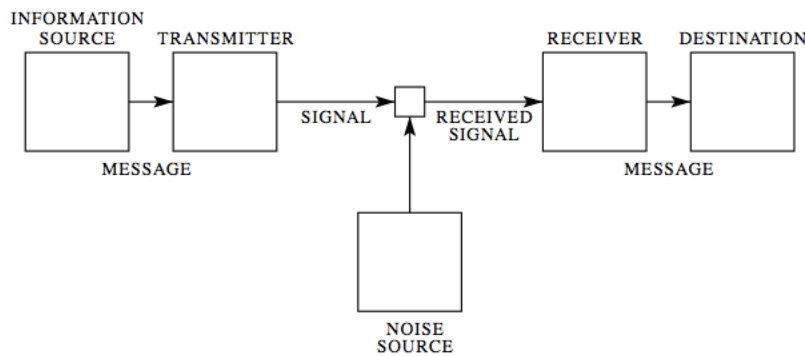 INFORMATION
SOURCE
TRANSMITTER
RECEIVER
DESTINATION
SIGNAL
RECEIVED
SIGNAL
MESSAGE
MESSAGE
NOISE
SOURCE